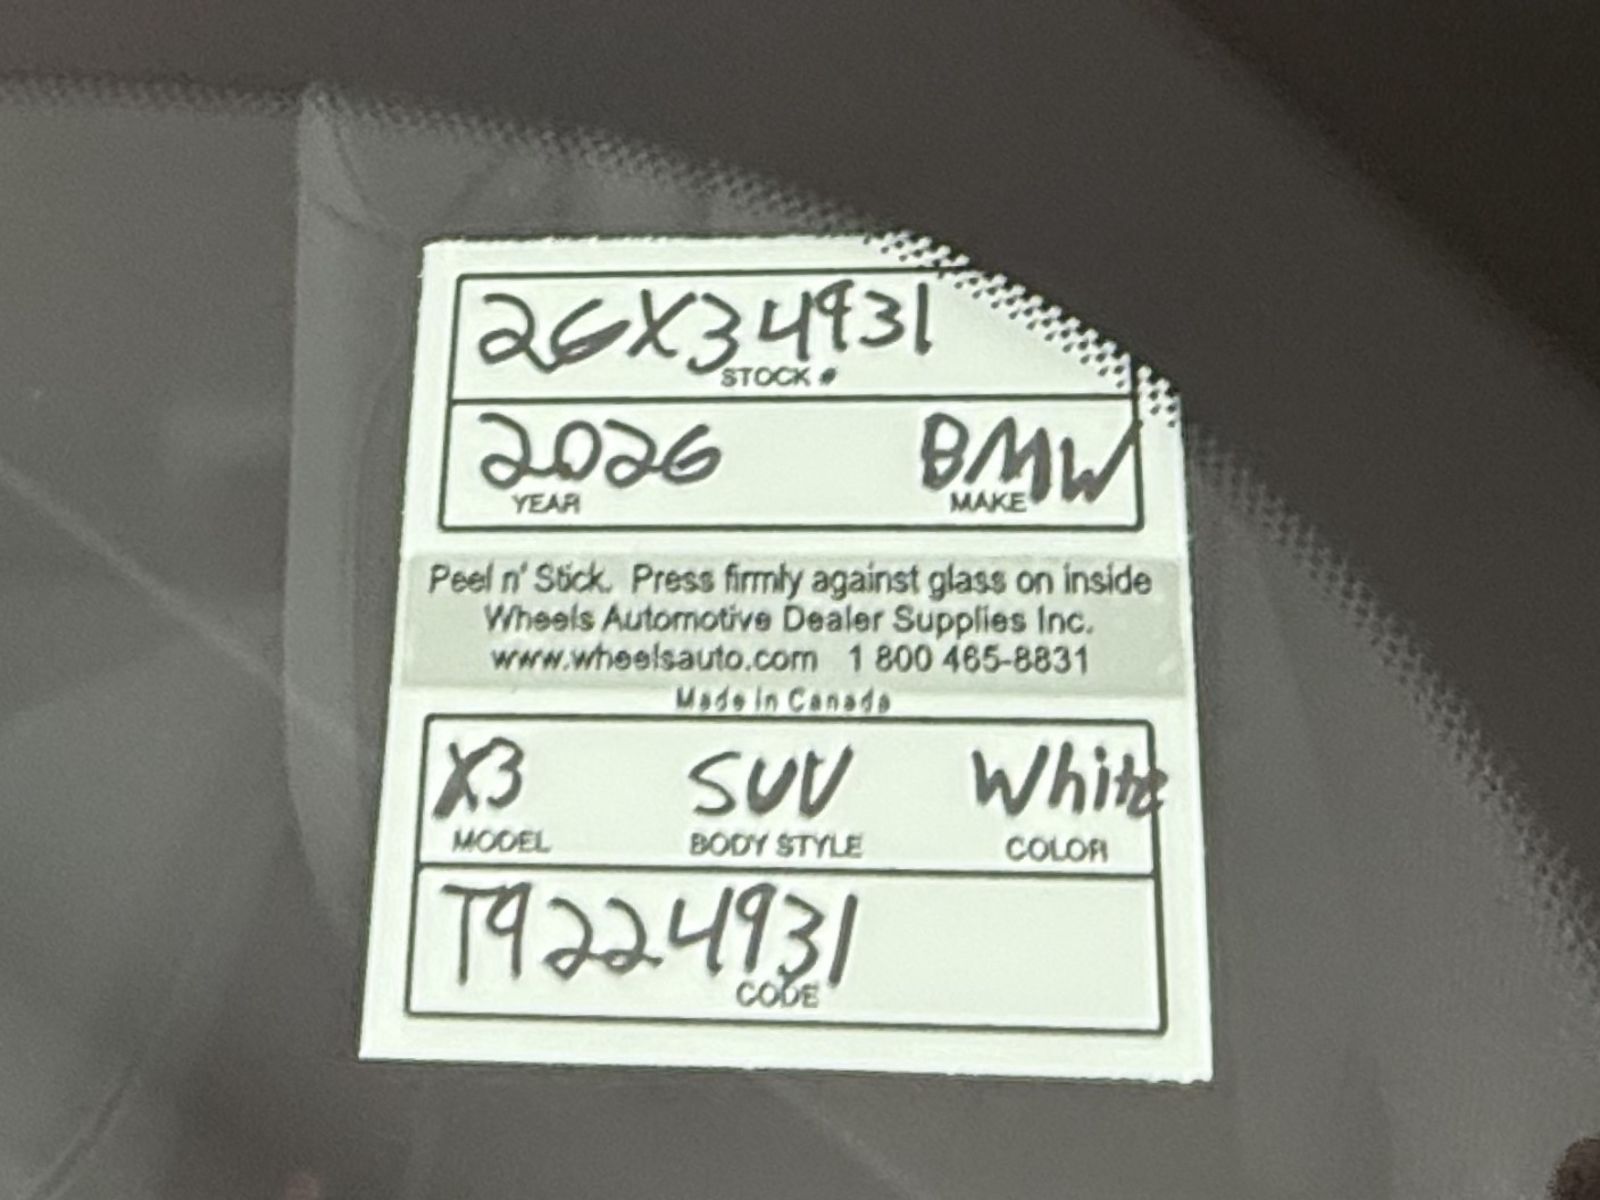 26X34931
STOCK #
2026 BMW
YEAR MAKE
Peel n' Stick. Press firmly against glass on inside
Wheels Automotive Dealer Supplies Inc.
www.wheelsauto.com 1 800 465-8831
Made in Canada
X3 SUV White
MODEL BODY STYLE COLOR
T9224931
CODE